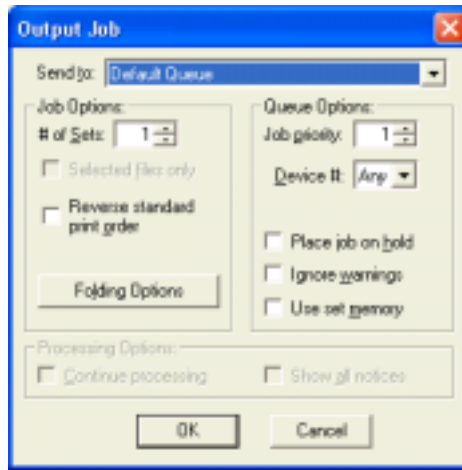 Output Job
Send to: Default Queue
Job Options:
# of Sets: 1
Selected files only
Reverse standard
print order
Folding Options
Queue Options:
Job priority: 1
Device #: Any
Place job on hold
Ignore warnings
Use set memory
Processing Options:
Continue processing
Show all notices
OK
Cancel